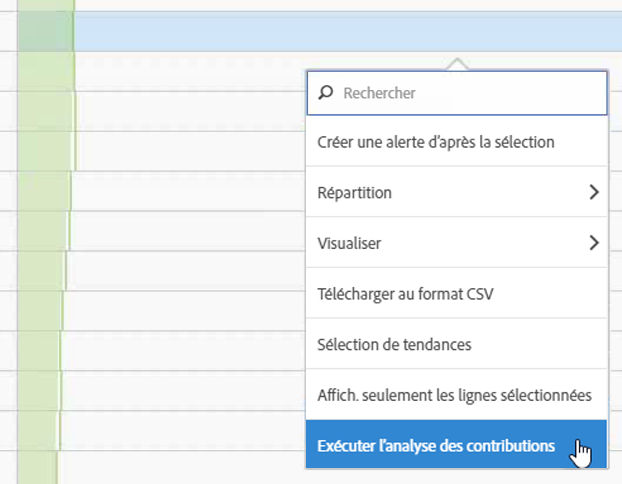 Rechercher
Créer une alerte d’après la sélection
Répartition
Visualiser
Télécharger au format CSV
Sélection de tendances
Affich. seulement les lignes sélectionnées
Exécuter l’analyse des contributions